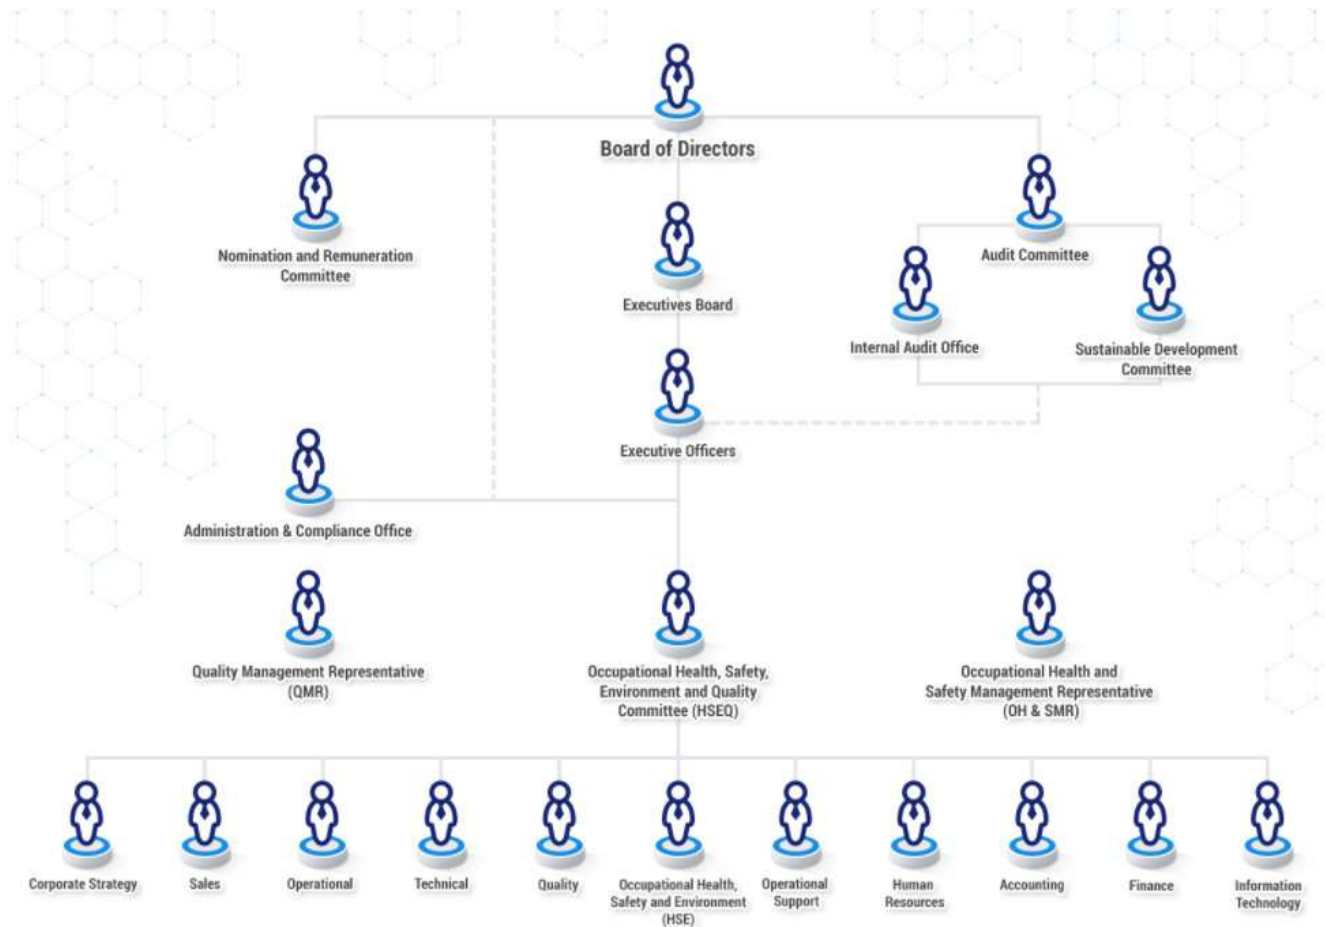 Board of Directors
Nomination and Remuneration
Committee
Audit Committee
Executives Board
Internal Audit Office
Sustainable Development
Committee
Executive Officers
Administration & Compliance Office
Quality Management Representative
(QMR)
Occupational Health, Safety,
Environment and Quality
Committee (HSEQ)
Occupational Health and
Safety Management Representative
(OH & SMR)
Corporate Strategy
Sales
Operational
Technical
Quality
Occupational Health,
Safety and Environment
(HSE)
Operational
Support
Human
Resources
Accounting
Finance
Information
Technology